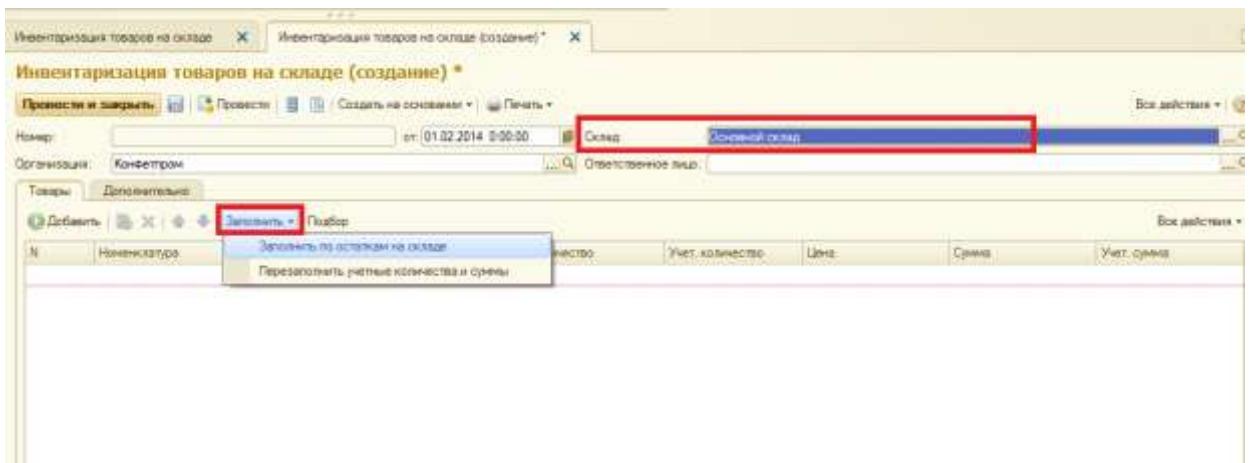 Инвентаризация товаров на складе Инвентаризация товаров на складе (создание) *
Инвентаризация товаров на складе (создание) *
Провести и закрыть Провести Создать на основании Печать Все действия
Номер: от: 01.02.2014 0:00:00 Склад: Основной склад
Организация: Конфетпром Ответственное лицо:
Товары Дополнительно
Добавить Заполнить Подбор Все действия
Заполнить по остаткам на складе
N Номенклатура Учет. количество Цена Сумма Учет. сумма
Перезаполнить учетные количества и суммы